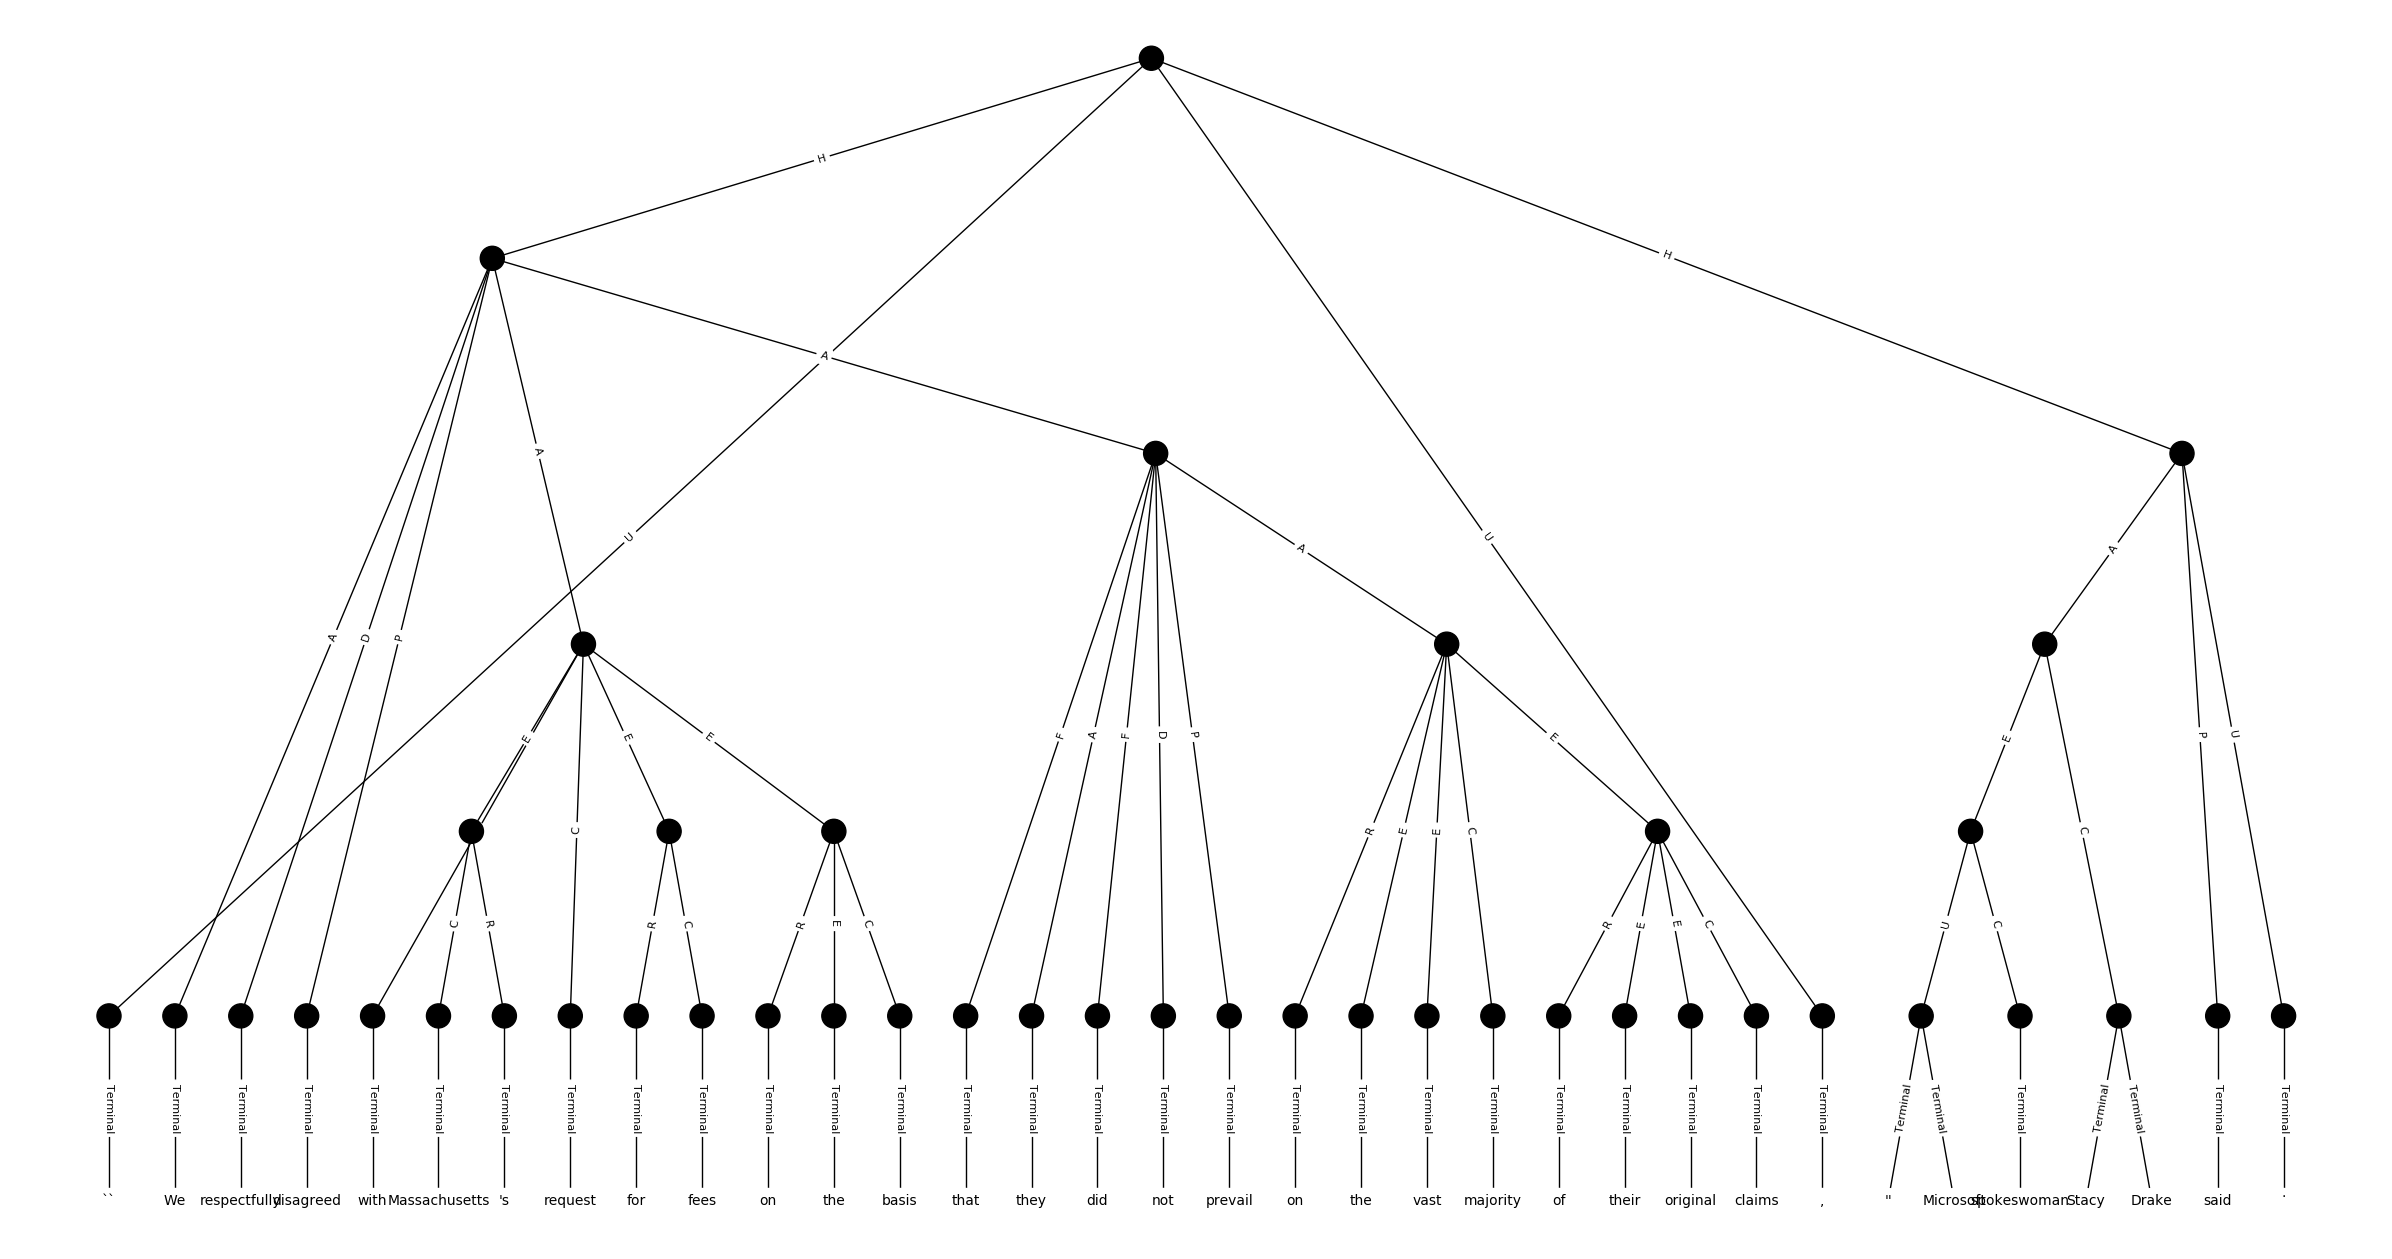 H
H
A
A
U
U
A
A
A
D
P
E
E
E
F
A
F
D
P
E
E
P
U
C
R
E
E
C
C
C
R
R
C
R
E
C
R
E
E
C
U
C
Terminal Terminal Terminal Terminal Terminal Terminal Terminal Terminal Terminal Terminal Terminal Terminal Terminal Terminal Terminal Terminal Terminal Terminal Terminal Terminal Terminal Terminal Terminal Terminal Terminal Terminal Terminal Terminal Terminal Terminal Terminal Terminal Terminal Terminal
`` We respectfully disagreed with Massachusetts 's request for fees on the basis that they did not prevail on the vast majority of their original claims , " Microsoft spokeswoman Stacy Drake said .